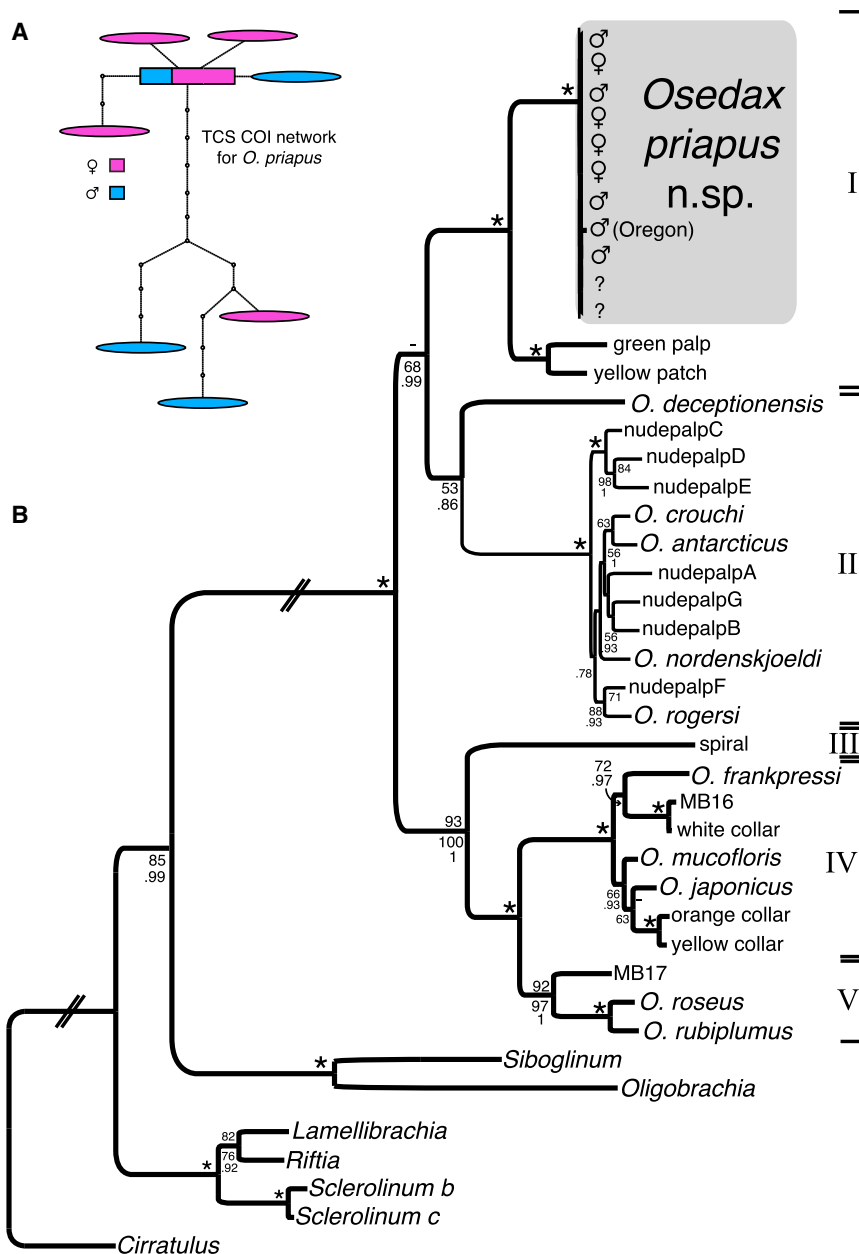 A
TCS COI network
for O. priapus
♀
♂
♂
♀
♂
♀
♀
♀
♂
♂ (Oregon)
♂
?
?
Osedax
priapus
n.sp.
I
*
*
*
green palp
yellow patch
-
68
.99
O. deceptionensis
nudepalpC
*
nudepalpD
84
98
1
nudepalpE
53
.86
B
O. crouchi
63
O. antarcticus
*
56
1
II
nudepalpA
*
nudepalpG
nudepalpB
56
.93
O. nordenskjoeldi
.78
nudepalpF
71
88
.93
O. rogersi
spiral
III
72
.97
O. frankpressi
*
MB16
93
100
1
*
white collar
O. mucofloris
IV
85
.99
O. japonicus
66
.93
-
*
63
*
orange collar
yellow collar
MB17
92
97
1
*
O. roseus
V
O. rubiplumus
*
Siboglinum
Oligobrachia
82
76
.92
Lamellibrachia
*
Riftia
*
Sclerolinum b
Sclerolinum c
Cirratulus